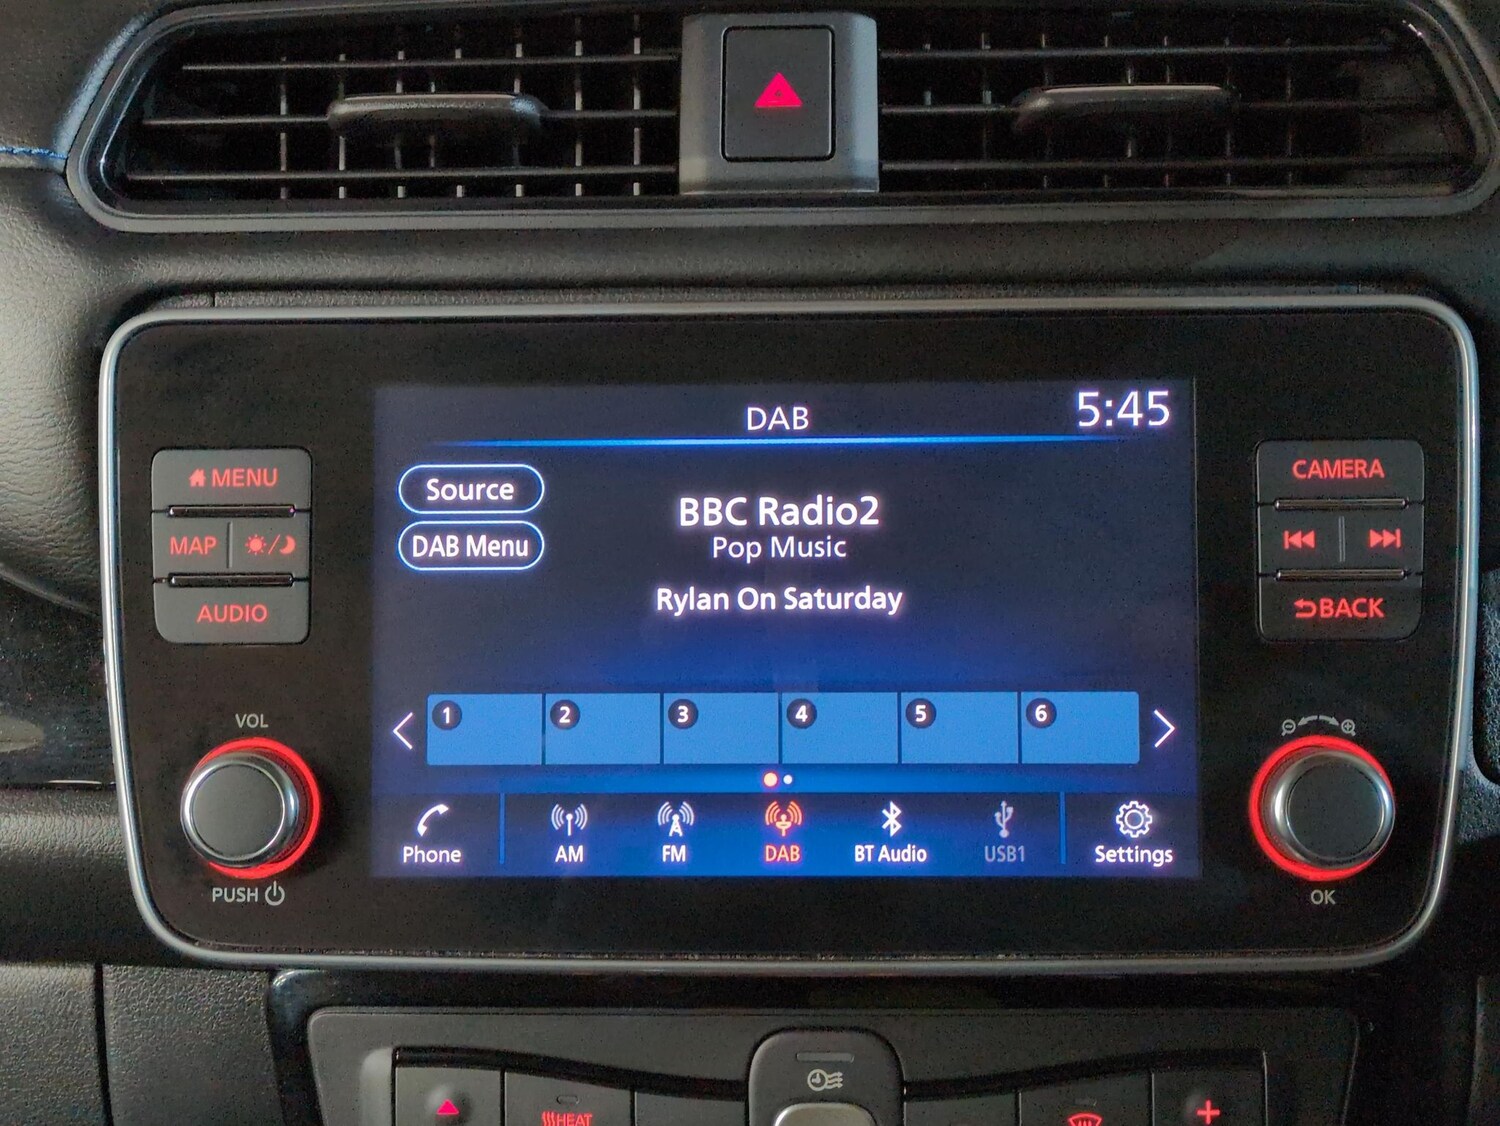 DAB
5:45
MENU
MAP
AUDIO
Source
DAB Menu
BBC Radio2
Pop Music
Rylan On Saturday
CAMERA
BACK
1 2 3 4 5 6
VOL
PUSH
Phone
AM
FM
DAB
BT Audio
USB1
Settings
OK
HEAT